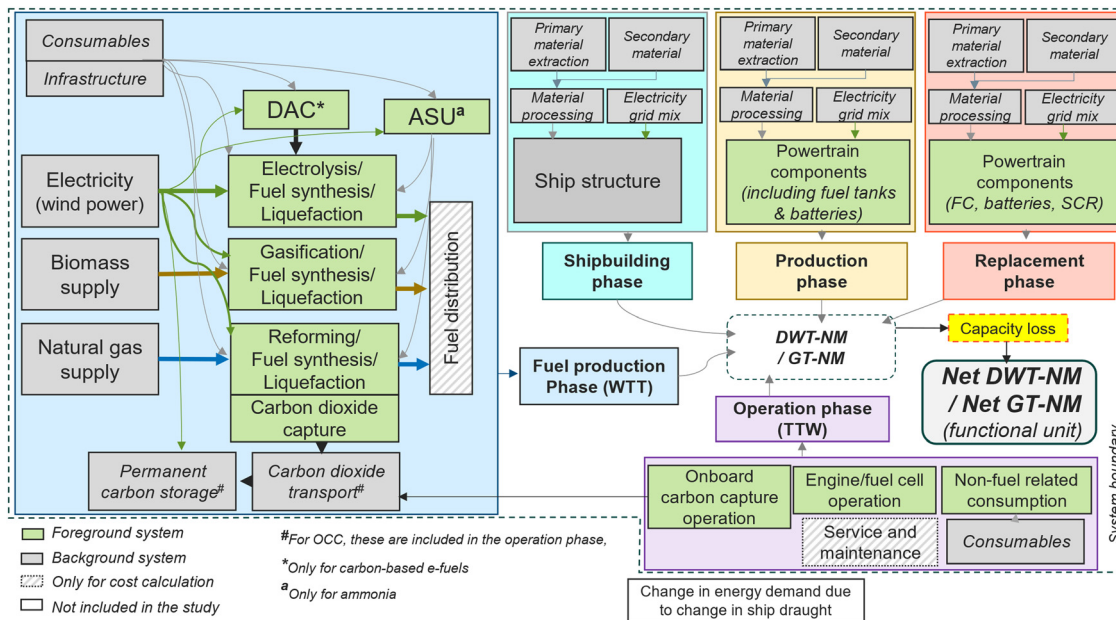 Consumables
Infrastructure
DAC*
ASUa
Electricity
(wind power)
Electrolysis/
Fuel synthesis/
Liquefaction
Biomass
supply
Gasification/
Fuel synthesis/
Liquefaction
Natural gas
supply
Reforming/
Fuel synthesis/
Liquefaction
Carbon dioxide
capture
Fuel distribution
Permanent
carbon storage#
Carbon dioxide
transport#
Primary
material
extraction
Secondary
material
Material
processing
Electricity
grid mix
Ship structure
Shipbuilding
phase
Primary
material
extraction
Secondary
material
Material
processing
Electricity
grid mix
Powertrain
components
(including fuel tanks
& batteries)
Production
phase
Primary
material
extraction
Secondary
material
Material
processing
Electricity
grid mix
Powertrain
components
(FC, batteries, SCR)
Replacement
phase
Fuel production
Phase (WTT)
DWT-NM
/ GT-NM
Capacity loss
Net DWT-NM
/ Net GT-NM
(functional unit)
Operation phase
(TTW)
Onboard
carbon capture
operation
Engine/fuel cell
operation
Service and
maintenance
Non-fuel related
consumption
Consumables
System boundary
Foreground system
Background system
Only for cost calculation
Not included in the study
#For OCC, these are included in the operation phase,
*Only for carbon-based e-fuels
aOnly for ammonia
Change in energy demand due
to change in ship draught